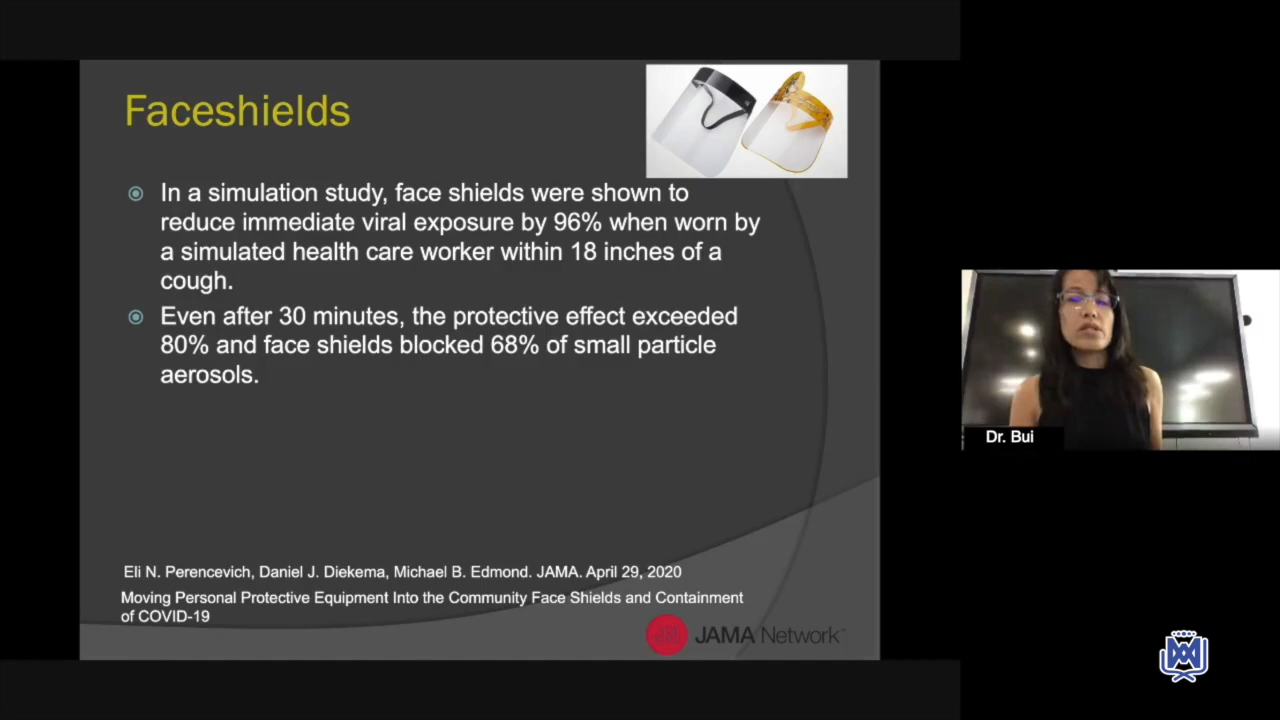 Faceshields
In a simulation study, face shields were shown to
reduce immediate viral exposure by 96% when worn by
a simulated health care worker within 18 inches of a
cough.
Even after 30 minutes, the protective effect exceeded
80% and face shields blocked 68% of small particle
aerosols.
Eli N. Perencevich, Daniel J. Diekema, Michael B. Edmond. JAMA. April 29, 2020
Moving Personal Protective Equipment Into the Community Face Shields and Containment
of COVID-19
JAMA Network™
Dr. Bui